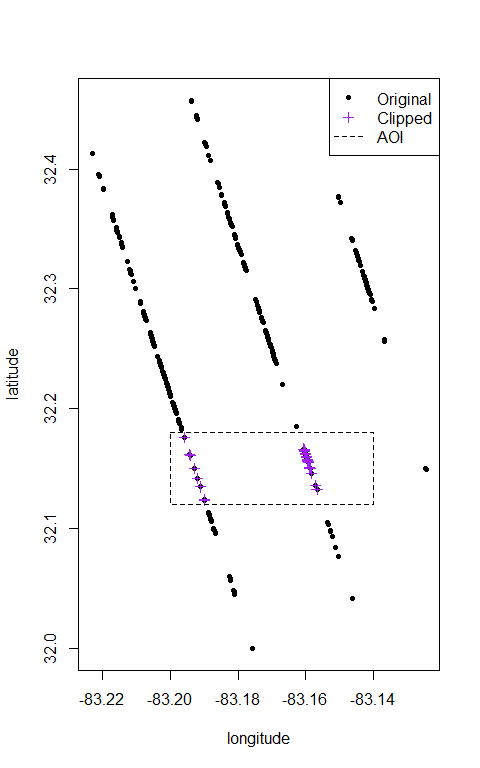 Original
Clipped
AOI
32.4
32.3
32.2
32.1
32.0
latitude
-83.22
-83.20
-83.18
-83.16
-83.14
longitude